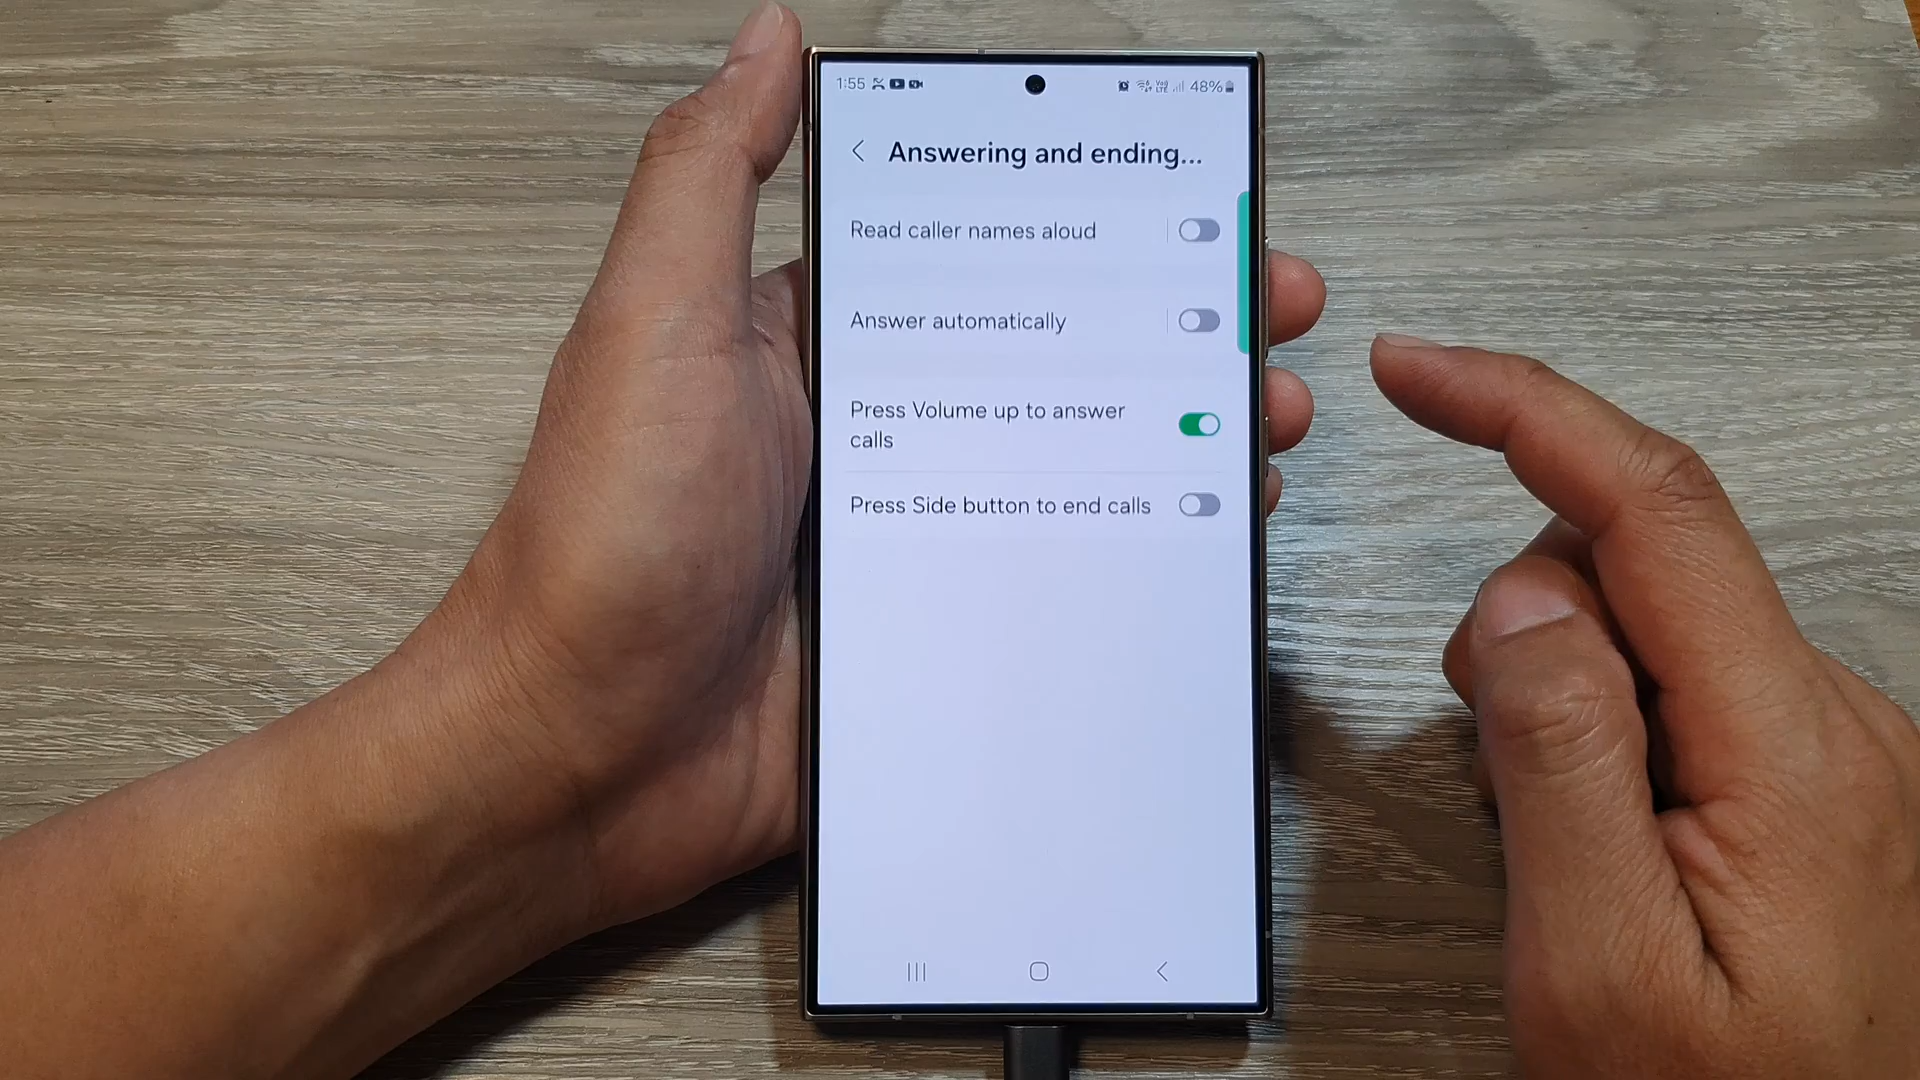 1:55 48%
Answering and ending...
Read caller names aloud
Answer automatically
Press Volume up to answer
calls
Press Side button to end calls